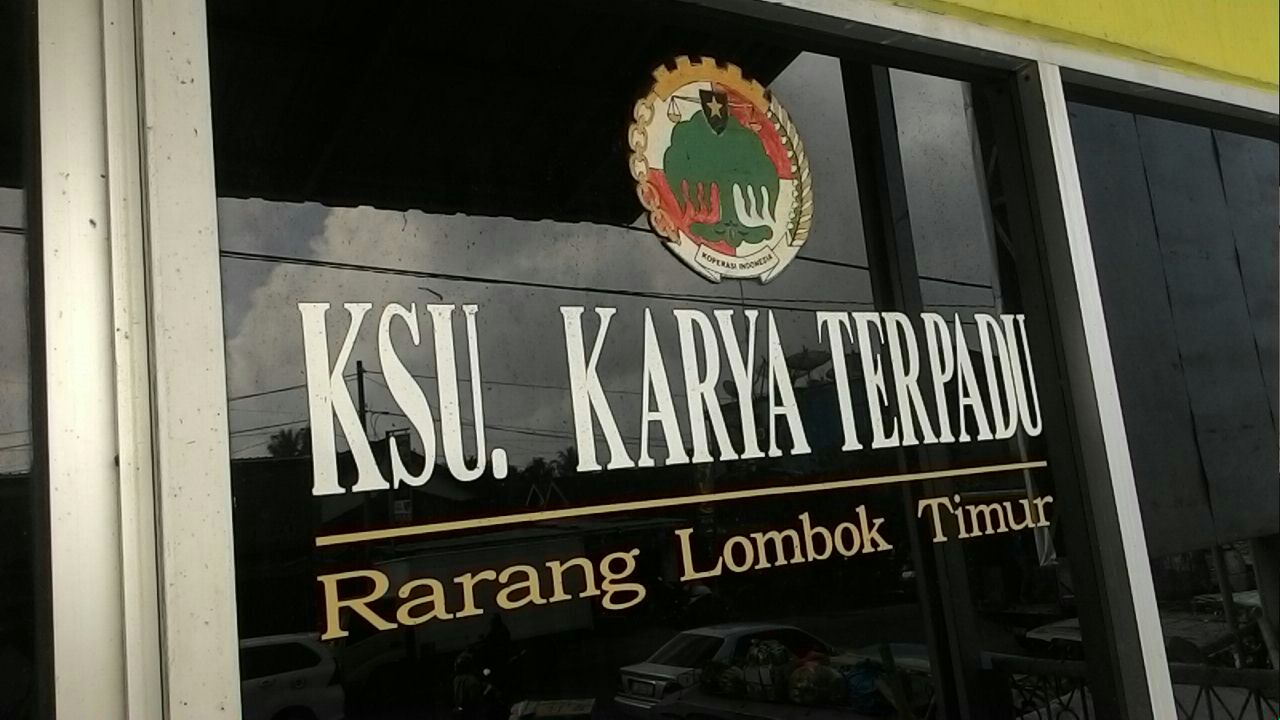 KOPERASI INDONESIA
KSU. KARYA TERPADU
Rarang Lombok Timur